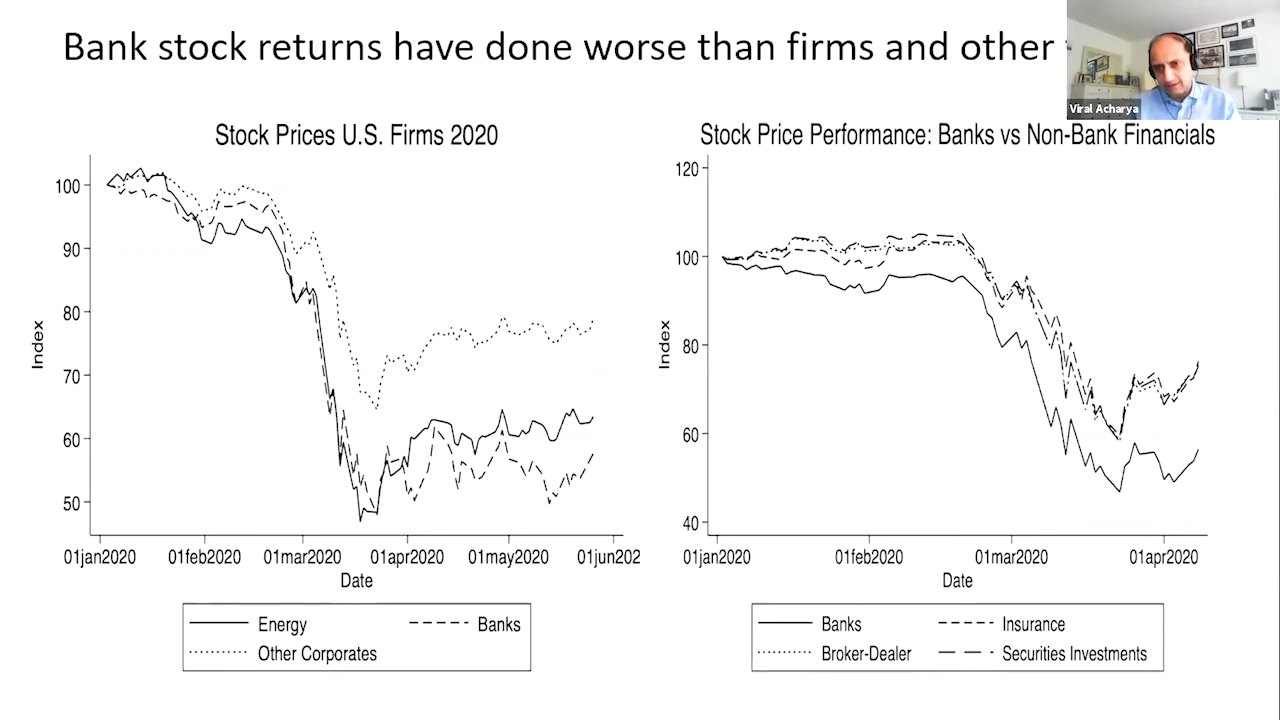 Bank stock returns have done worse than firms and other
Viral Acharya
Stock Prices U.S. Firms 2020
100
90
80
70
60
50
Index
01jan2020 01feb2020 01mar2020 01apr2020 01may2020 01jun202
Date
Energy Banks
Other Corporates
Stock Price Performance: Banks vs Non-Bank Financials
120
100
80
60
40
Index
01jan2020 01feb2020 01mar2020 01apr2020
Date
Banks Insurance
Broker-Dealer Securities Investments